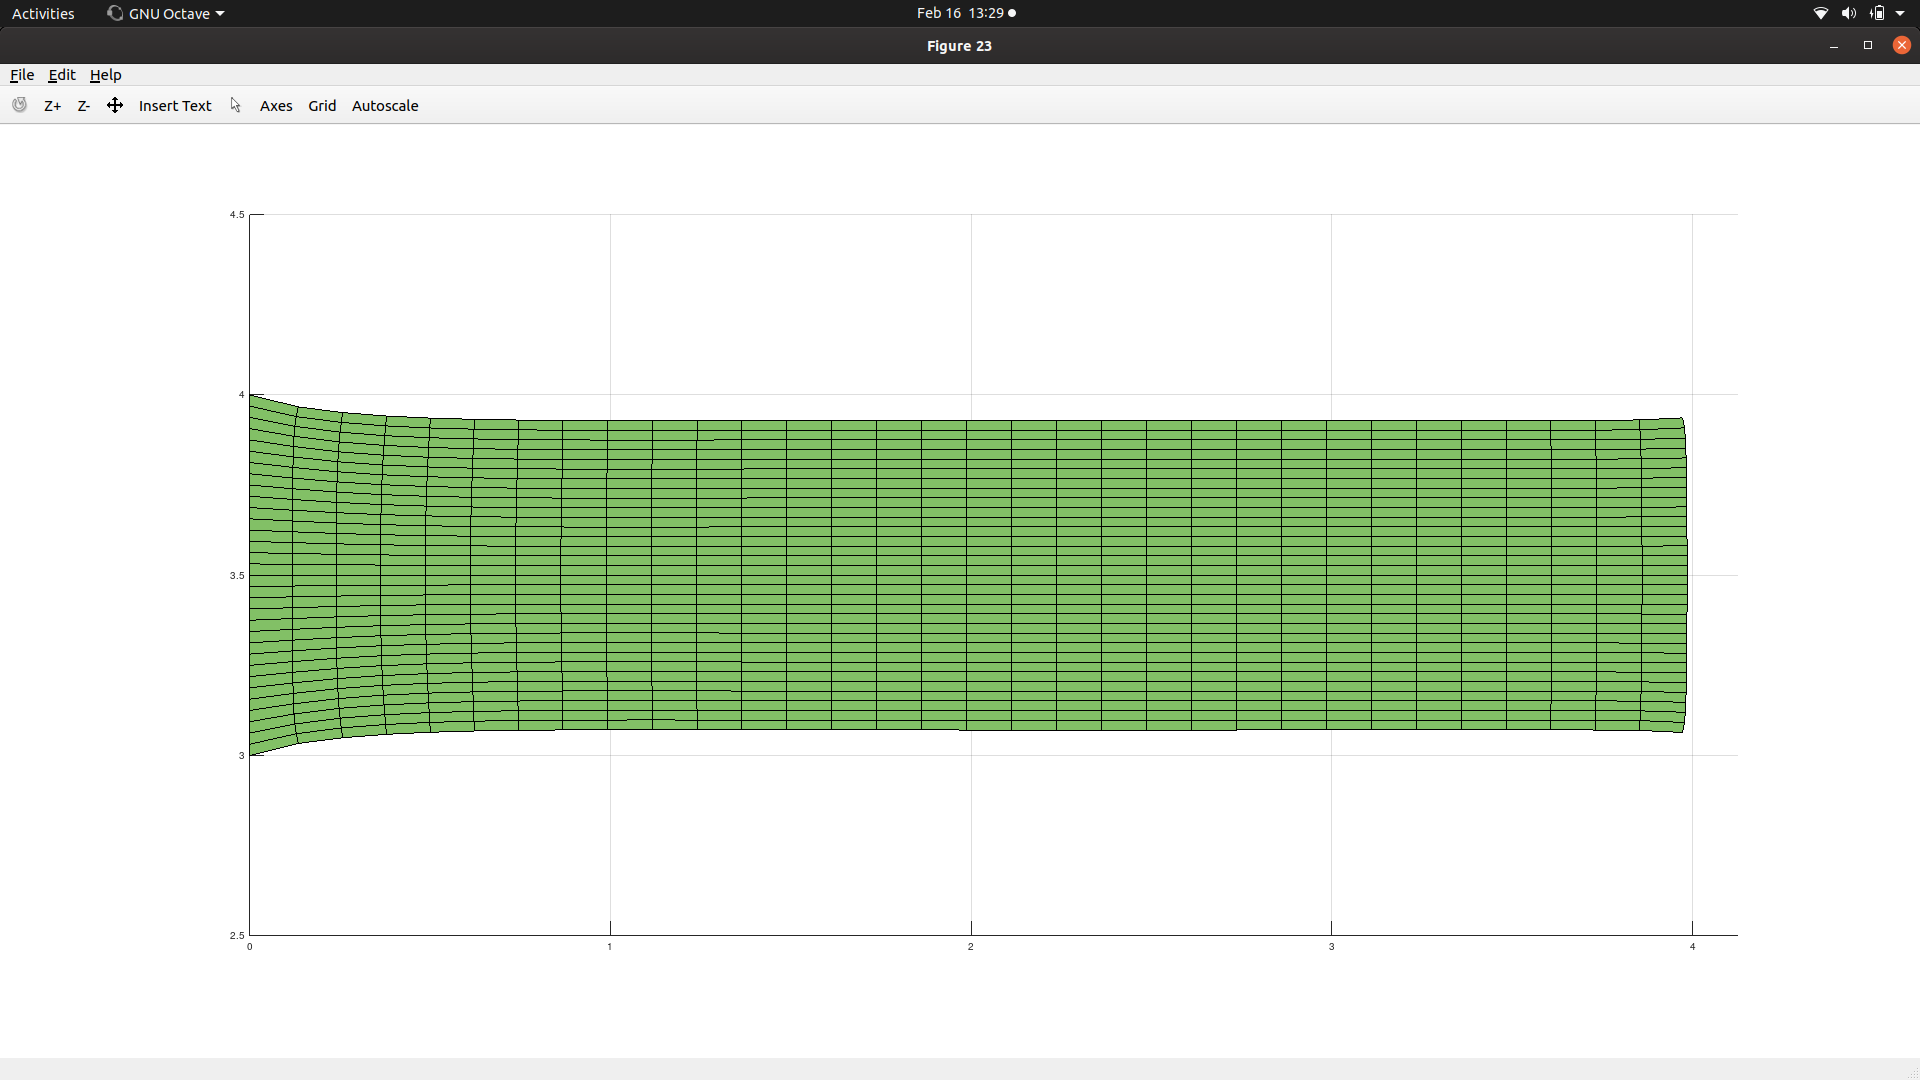 Activities GNU Octave Feb 16 13:29
Figure 23
File Edit Help
Z+ Z- Insert Text Axes Grid Autoscale
4.5
4
3.5
3
2.5
0 1 2 3 4